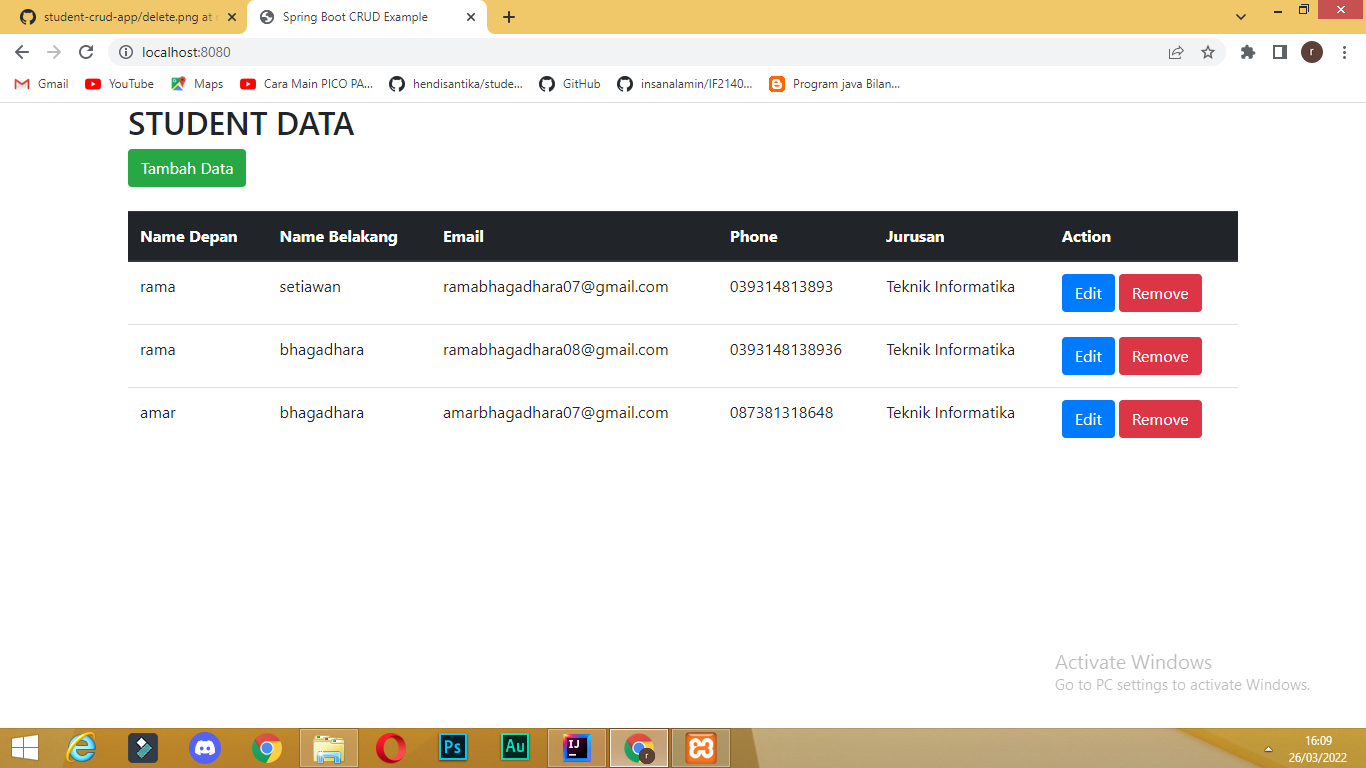 student-crud-app/delete.png at
Spring Boot CRUD Example
localhost:8080
r
Gmail
YouTube
Maps
Cara Main PICO PA...
hendisantika/stude...
GitHub
insanalamin/IF2140...
Program java Bilan...
STUDENT DATA
Tambah Data
Name Depan Name Belakang Email Phone Jurusan Action
rama setiawan ramabhagadhara07@gmail.com 039314813893 Teknik Informatika Edit Remove
rama bhagadhara ramabhagadhara08@gmail.com 0393148138936 Teknik Informatika Edit Remove
amar bhagadhara amarbhagadhara07@gmail.com 087381318648 Teknik Informatika Edit Remove
Activate Windows
Go to PC settings to activate Windows.
Ps
Au
IJ
r
16:09
26/03/2022